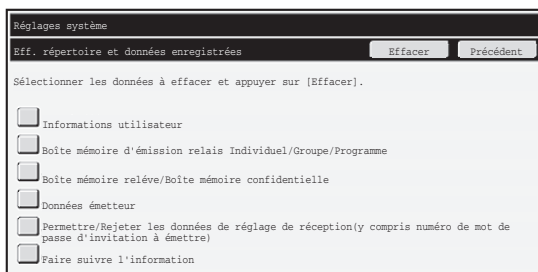 Réglages système
Eff. répertoire et données enregistrées
Effacer
Précédent
Sélectionner les données à effacer et appuyer sur [Effacer].
Informations utilisateur
Boîte mémoire d'émission relais Individuel/Groupe/Programme
Boîte mémoire reléve/Boîte mémoire confidentielle
Données émetteur
Permettre/Rejeter les données de réglage de réception(y compris numéro de mot de
passe d'invitation à émettre)
Faire suivre l'information